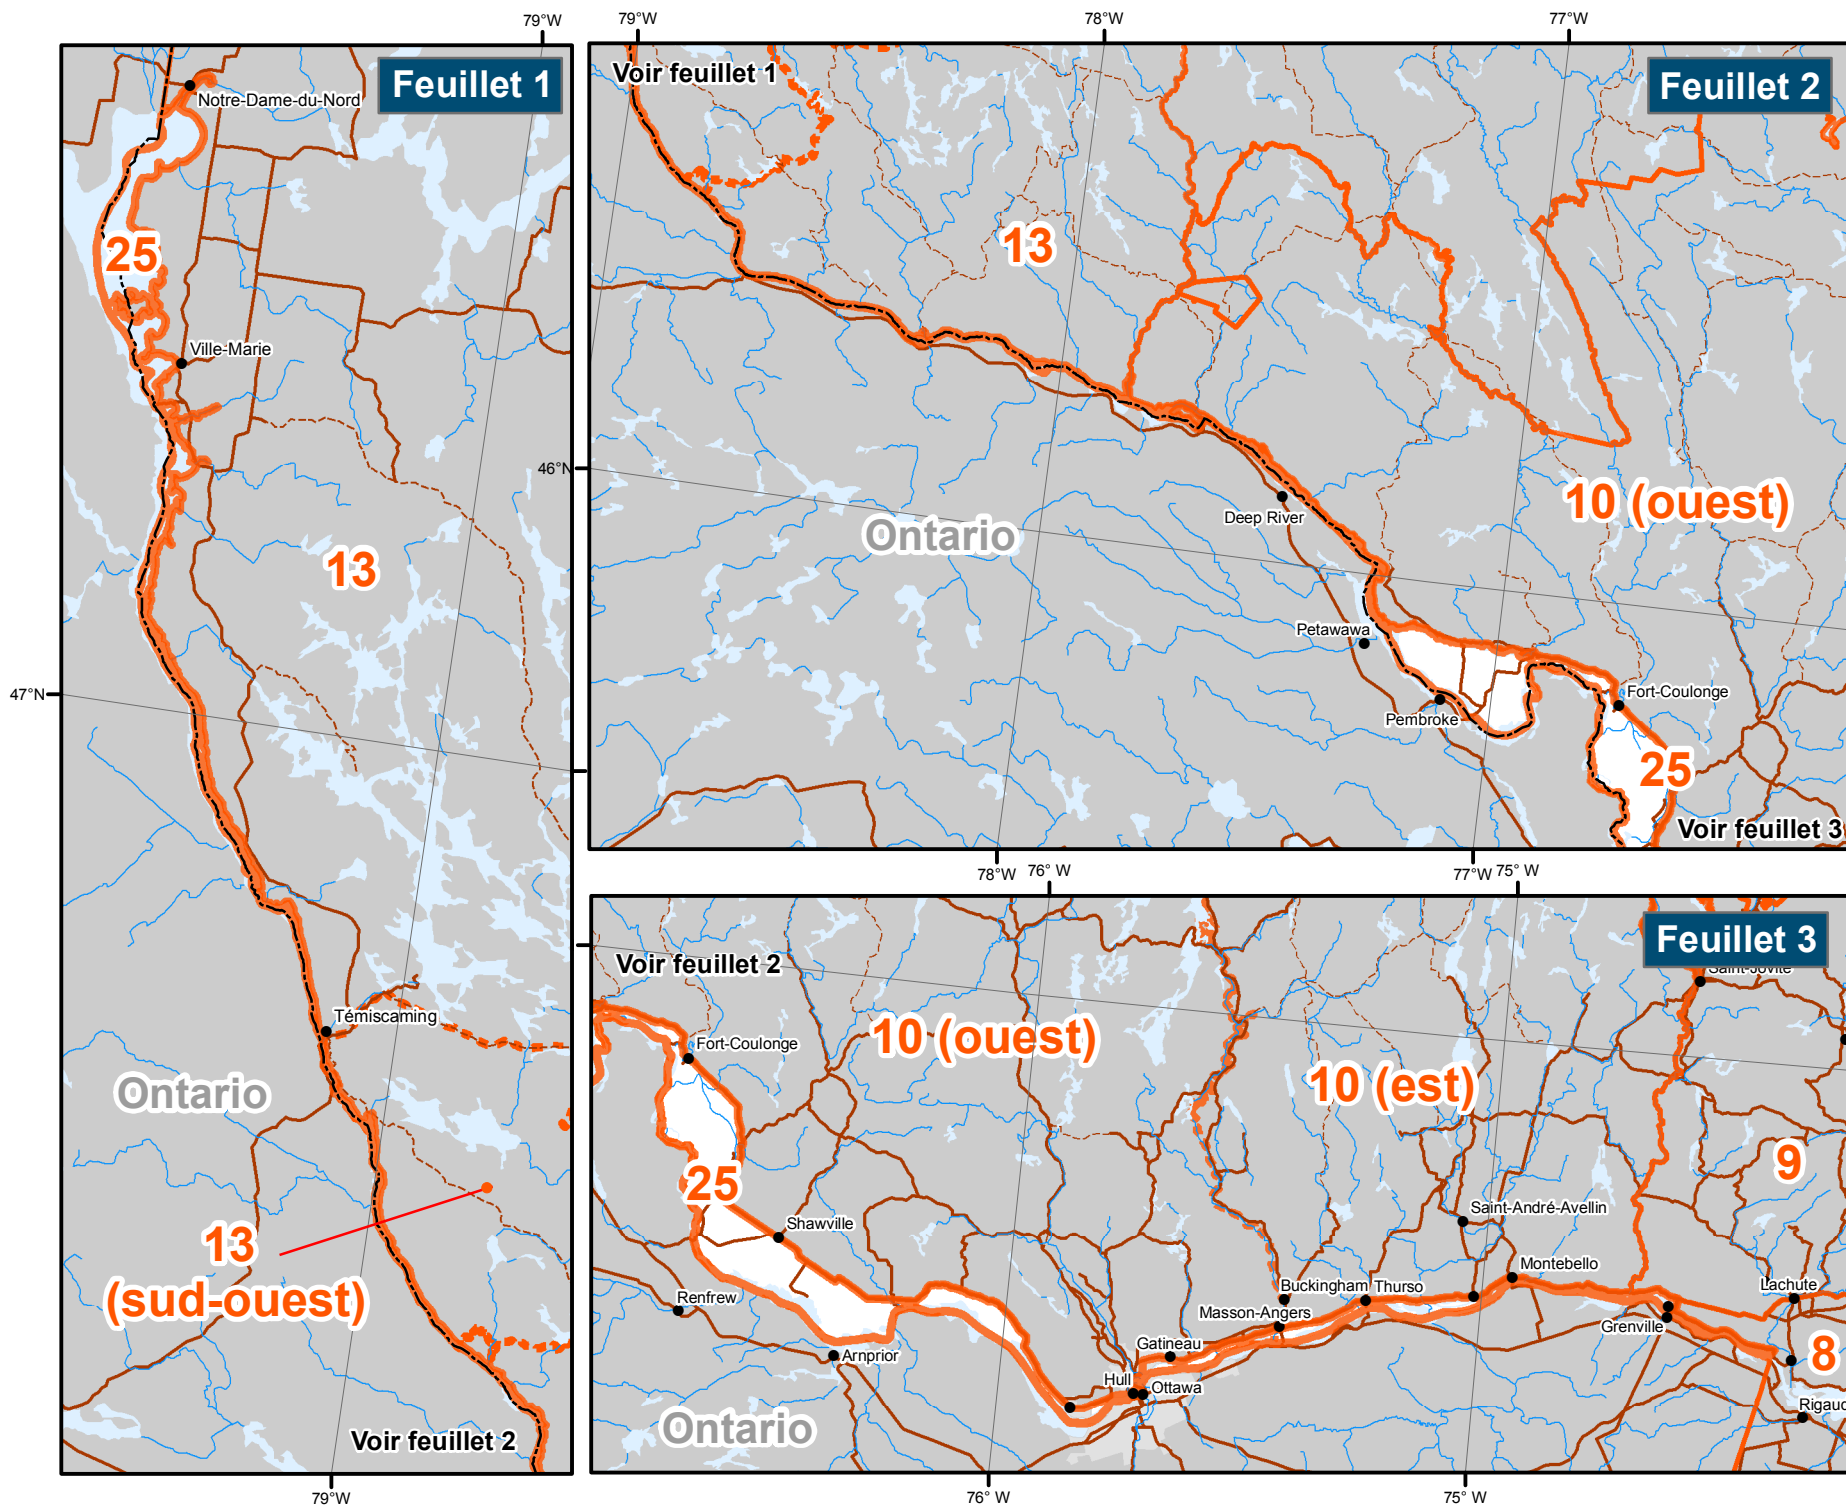 79°W
79°W
78°W
77°W
Feuillet 1
Notre-Dame-du-Nord
25
Ville-Marie
13
47°N
Témiscaming
Ontario
13
(sud-ouest)
Voir feuillet 2
79°W
Voir feuillet 1
Feuillet 2
13
46°N
Deep River
10 (ouest)
Ontario
Petawawa
Pembroke
Fort-Coulonge
25
Voir feuillet 3
78°W
76°W
77°W
75° W
Voir feuillet 2
Feuillet 3
Saint-Jovite
Fort-Coulonge
10 (ouest)
10 (est)
9
25
Shawville
Saint-André-Avellin
Renfrew
Buckingham
Thurso
Montebello
Lachute
Masson-Angers
Grenville
Gatineau
8
Arnprior
Hull
Ottawa
Rigaud
Ontario
76° W
75° W